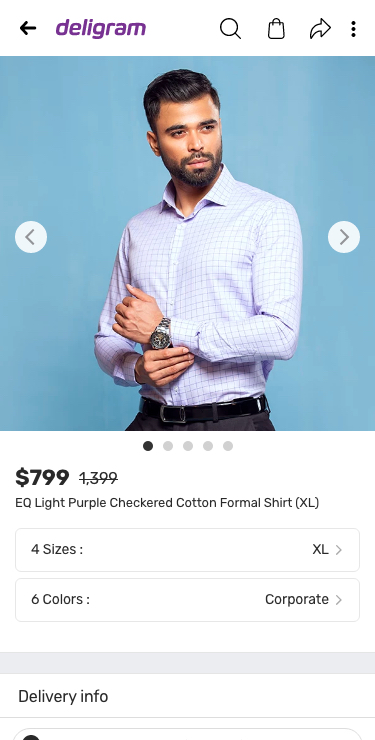 deligram
$799 1,399
EQ Light Purple Checkered Cotton Formal Shirt (XL)
4 Sizes : XL
6 Colors : Corporate
Delivery info